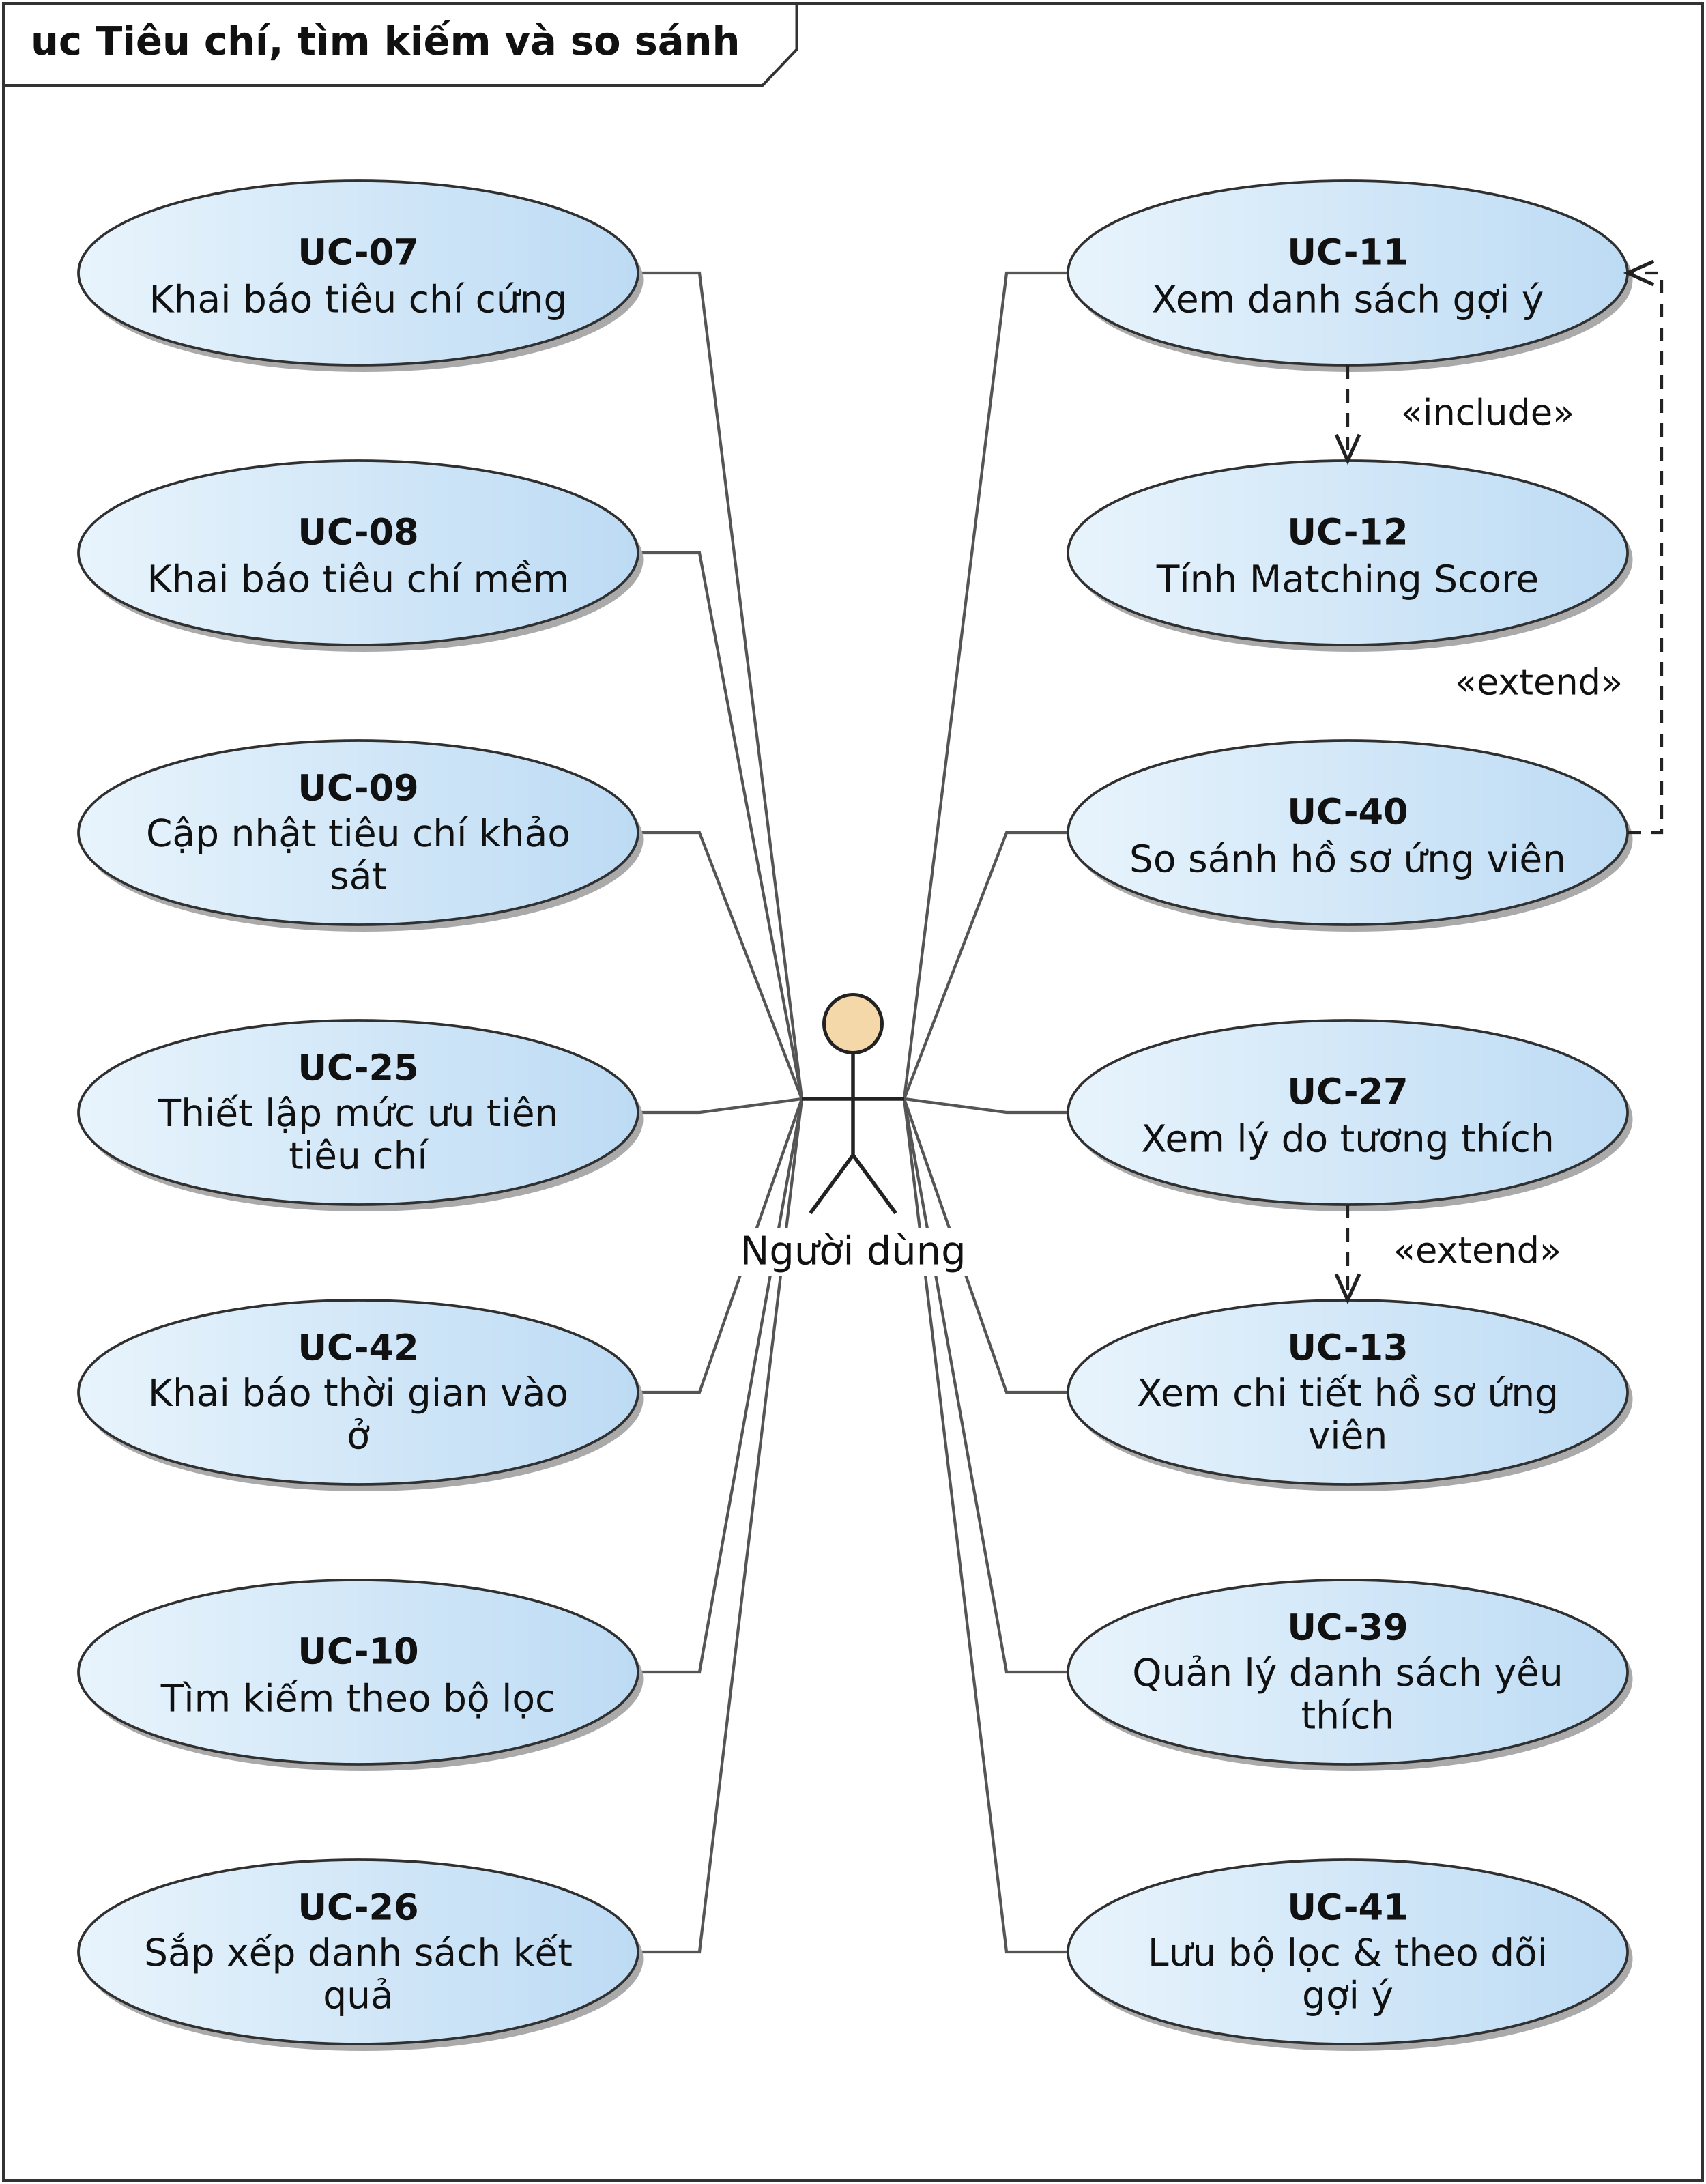 uc Tiêu chí, tìm kiếm và so sánh
UC-07
Khai báo tiêu chí cứng
UC-08
Khai báo tiêu chí mềm
UC-09
Cập nhật tiêu chí khảo
sát
UC-25
Thiết lập mức ưu tiên
tiêu chí
UC-42
Khai báo thời gian vào
ở
UC-10
Tìm kiếm theo bộ lọc
UC-26
Sắp xếp danh sách kết
quả
Người dùng
UC-11
Xem danh sách gợi ý
«include»
UC-12
Tính Matching Score
«extend»
UC-40
So sánh hồ sơ ứng viên
UC-27
Xem lý do tương thích
«extend»
UC-13
Xem chi tiết hồ sơ ứng
viên
UC-39
Quản lý danh sách yêu
thích
UC-41
Lưu bộ lọc & theo dõi
gợi ý